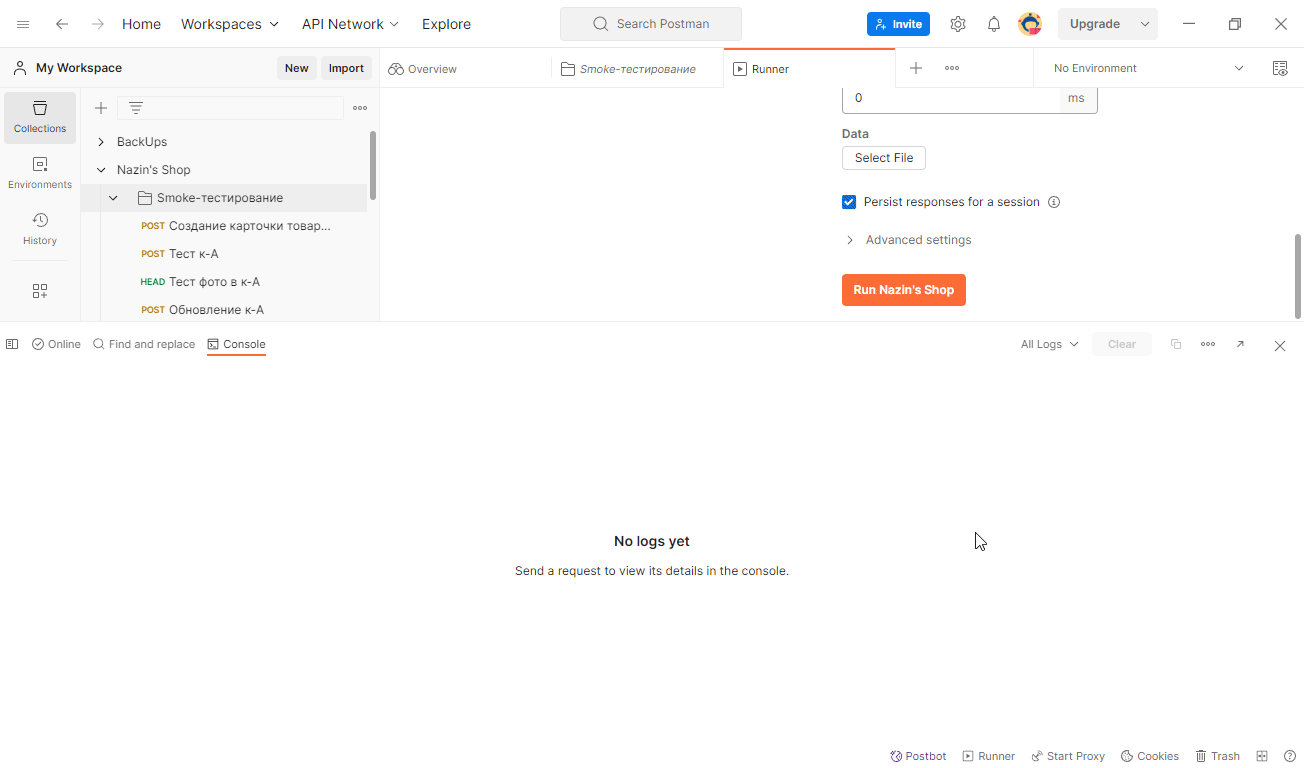 Home Workspaces API Network Explore Search Postman Invite Upgrade
My Workspace New Import Overview Smoke-тестирование Runner No Environment
Collections
Environments
History
BackUps
Nazin's Shop
Smoke-тестирование
POST Создание карточки товар...
POST Тест к-А
HEAD Тест фото в к-А
POST Обновление к-А
0 ms
Data
Select File
Persist responses for a session
Advanced settings
Run Nazin's Shop
Online Find and replace Console All Logs Clear
No logs yet
Send a request to view its details in the console.
Postbot Runner Start Proxy Cookies Trash